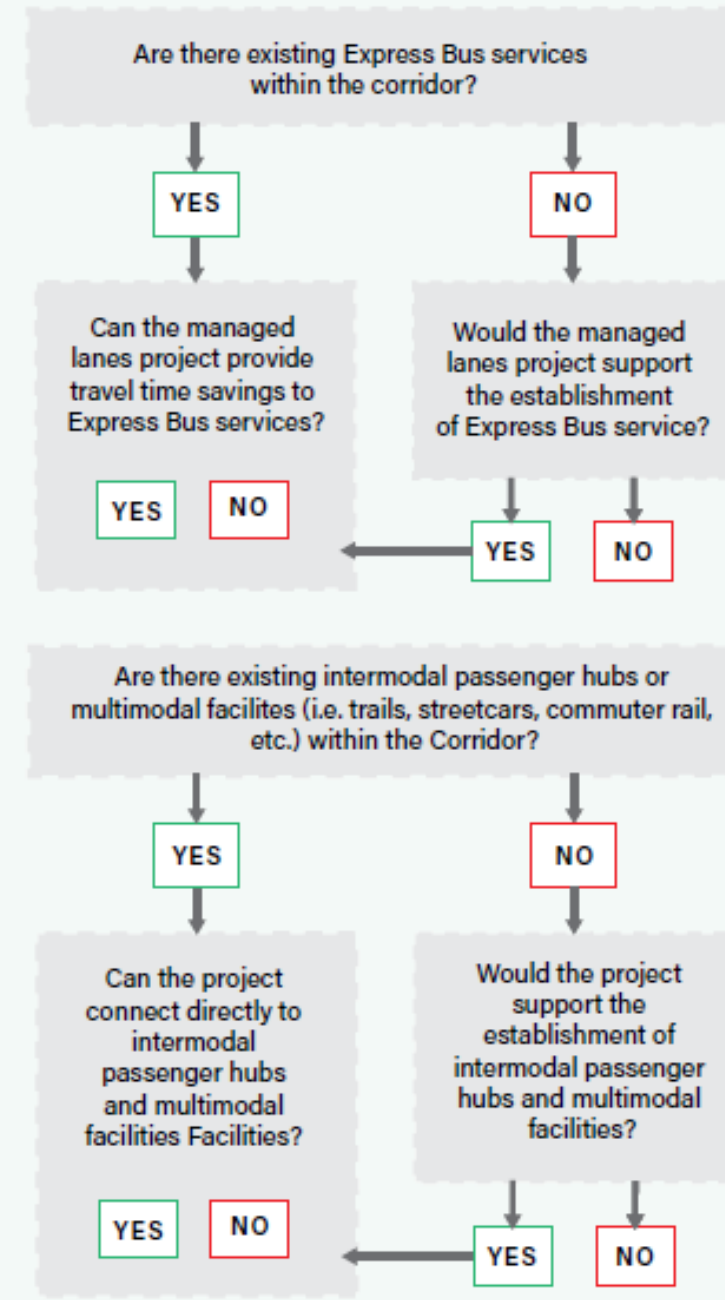 Are there existing Express Bus services
within the corridor?
YES
NO
Can the managed
lanes project provide
travel time savings to
Express Bus services?
YES
NO
Would the managed
lanes project support
the establishment
of Express Bus service?
YES
NO
Are there existing intermodal passenger hubs or
multimodal facilites (i.e. trails, streetcars, commuter rail,
etc.) within the Corridor?
YES
NO
Can the project
connect directly to
intermodal
passenger hubs
and multimodal
facilities Facilities?
YES
NO
Would the project
support the
establishment of
intermodal passenger
hubs and multimodal
facilities?
YES
NO